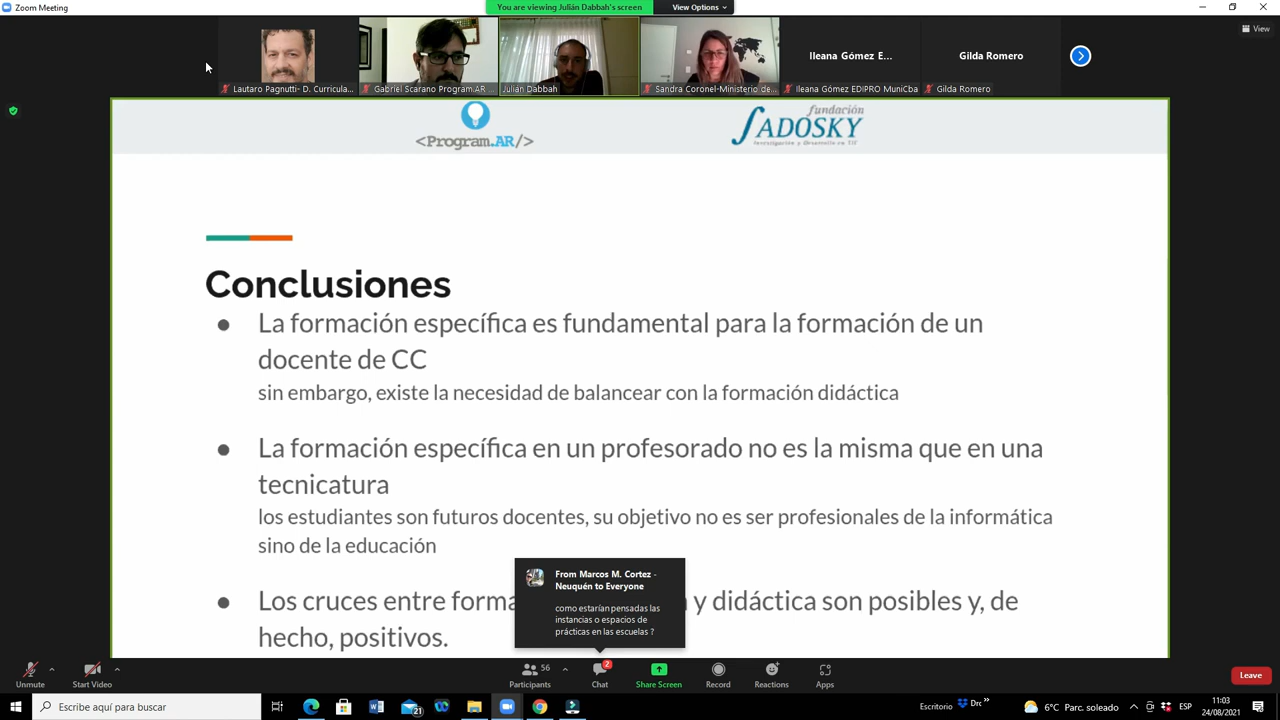 Zoom Meeting
You are viewing Julián Dabbah's screen
View Options
View
Ileana Gómez E...
Gilda Romero
Lautaro Pagnutti- D. Currícula...
Gabriel Scarano Program.AR ...
Julián Dabbah
Sandra Coronel-Ministerio de...
Ileana Gómez EDIPRO MuniCba
Gilda Romero
<Program.AR/>
fundación
SADOSKY
Investigación y Desarrollo en TIC
Conclusiones
● La formación específica es fundamental para la formación de un
docente de CC
sin embargo, existe la necesidad de balancear con la formación didáctica
● La formación específica en un profesorado no es la misma que en una
tecnicatura
los estudiantes son futuros docentes, su objetivo no es ser profesionales de la informática
sino de la educación
● Los cruces entre forma y didáctica son posibles y, de
hecho, positivos.
From Marcos M. Cortez -
Neuquén to Everyone
como estarían pensadas las
instancias o espacios de
prácticas en las escuelas ?
Unmute
Start Video
56
Participants
2
Chat
Share Screen
Record
Reactions
Apps
Leave
Escribe aquí para buscar
21
Escritorio
Drc
»
6°C Parc. soleado
ESP
11:03
24/08/2021